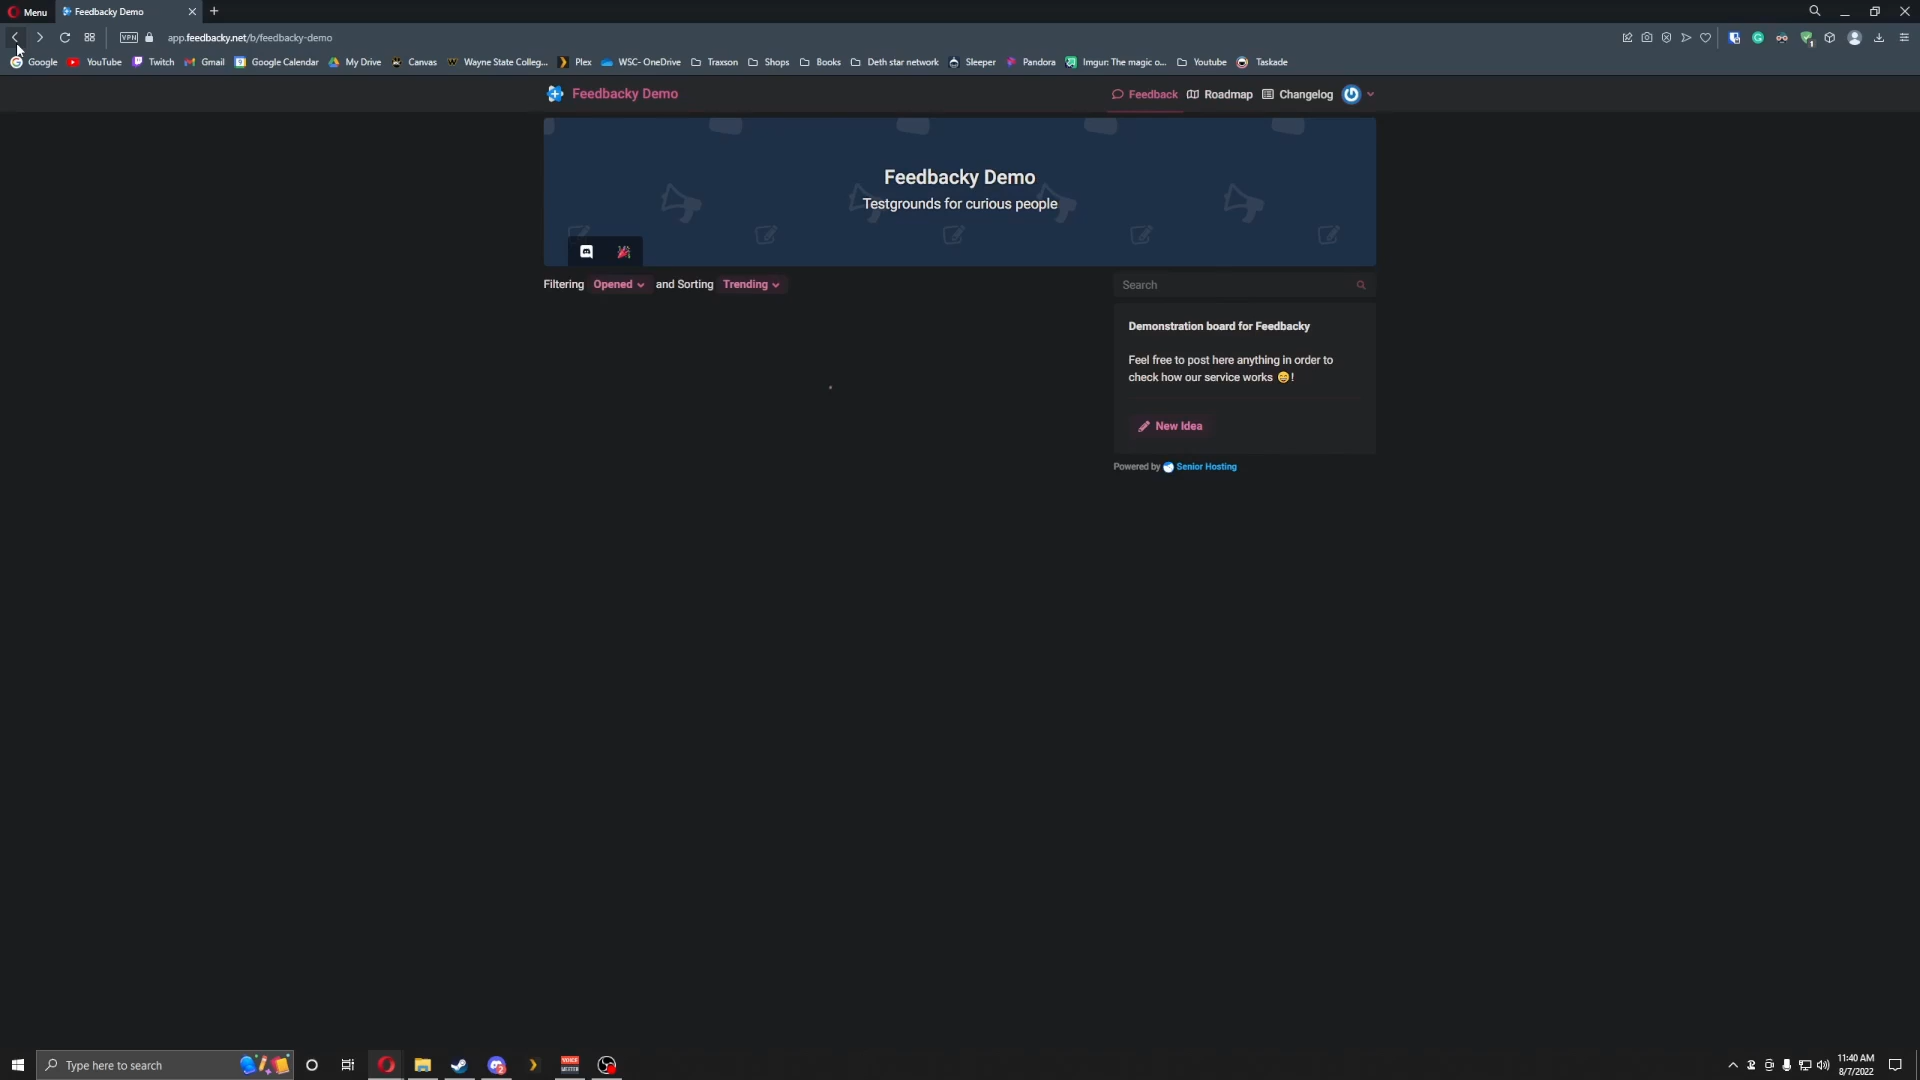 Menu
Feedbacky Demo
VPN
app.feedbacky.net/b/feedbacky-demo
Google
YouTube
Twitch
Gmail
Google Calendar
My Drive
Canvas
Wayne State Colleg...
Plex
WSC- OneDrive
Traxson
Shops
Books
Deth star network
Sleeper
Pandora
Imgur: The magic o...
Youtube
Taskade
Feedbacky Demo
Feedback
Roadmap
Changelog
Feedbacky Demo
Testgrounds for curious people
Filtering Opened and Sorting Trending
Search
Demonstration board for Feedbacky
Feel free to post here anything in order to
check how our service works 😄!
New Idea
Powered by Senior Hosting
Type here to search
VOICE
MEETER
2
11:40 AM
8/7/2022